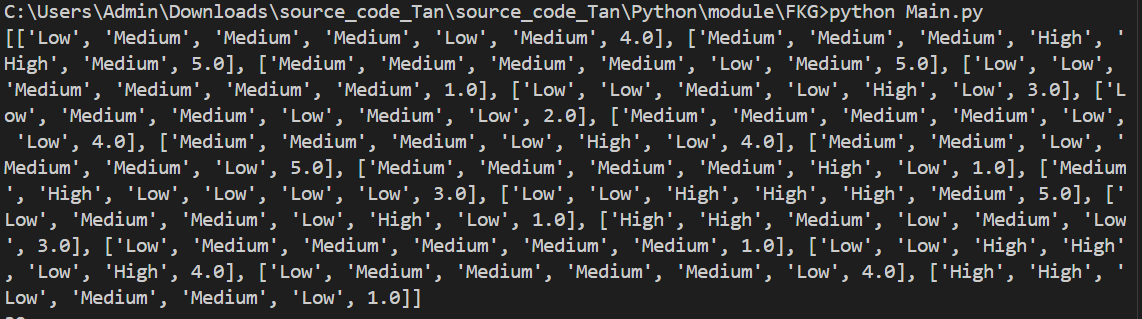 C:\Users\Admin\Downloads\source_code_Tan\source_code_Tan\Python\module\FKG>python Main.py
[['Low', 'Medium', 'Medium', 'Medium', 'Low', 'Medium', 4.0], ['Medium', 'Medium', 'Medium', 'High', '
High', 'Medium', 5.0], ['Medium', 'Medium', 'Medium', 'Medium', 'Low', 'Medium', 5.0], ['Low', 'Low',
'Medium', 'Medium', 'Medium', 'Medium', 1.0], ['Low', 'Low', 'Medium', 'Low', 'High', 'Low', 3.0], ['L
ow', 'Medium', 'Medium', 'Low', 'Medium', 'Low', 2.0], ['Medium', 'Medium', 'Medium', 'Medium', 'Low',
 'Low', 4.0], ['Medium', 'Medium', 'Medium', 'Low', 'High', 'Low', 4.0], ['Medium', 'Medium', 'Low', '
Medium', 'Medium', 'Low', 5.0], ['Medium', 'Medium', 'Medium', 'Medium', 'High', 'Low', 1.0], ['Medium
', 'High', 'Low', 'Low', 'Low', 'Low', 3.0], ['Low', 'Low', 'High', 'High', 'High', 'Medium', 5.0], ['
Low', 'Medium', 'Medium', 'Low', 'High', 'Low', 1.0], ['High', 'High', 'Medium', 'Low', 'Medium', 'Low
', 3.0], ['Low', 'Medium', 'Medium', 'Medium', 'Medium', 'Medium', 1.0], ['Low', 'Low', 'High', 'High'
, 'Low', 'High', 4.0], ['Low', 'Medium', 'Medium', 'Medium', 'Medium', 'Low', 4.0], ['High', 'High', '
Low', 'Medium', 'Medium', 'Low', 1.0]]